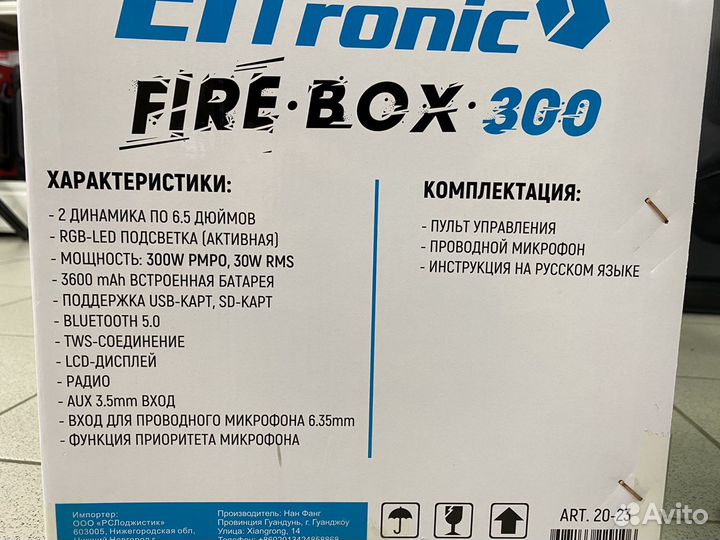 ElTronic
FIRE·BOX·300
ХАРАКТЕРИСТИКИ:
- 2 ДИНАМИКА ПО 6.5 ДЮЙМОВ
- RGB-LED ПОДСВЕТКА (АКТИВНАЯ)
- МОЩНОСТЬ: 300W PMPO, 30W RMS
- 3600 mAh ВСТРОЕННАЯ БАТАРЕЯ
- ПОДДЕРЖКА USB-КАРТ, SD-КАРТ
- BLUETOOTH 5.0
- TWS-СОЕДИНЕНИЕ
- LCD-ДИСПЛЕЙ
- РАДИО
- AUX 3.5mm ВХОД
- ВХОД ДЛЯ ПРОВОДНОГО МИКРОФОНА 6.35mm
- ФУНКЦИЯ ПРИОРИТЕТА МИКРОФОНА
КОМПЛЕКТАЦИЯ:
- ПУЛЬТ УПРАВЛЕНИЯ
- ПРОВОДНОЙ МИКРОФОН
- ИНСТРУКЦИЯ НА РУССКОМ ЯЗЫКЕ
Импортер:
ООО «РСЛоджистик»
603005, Нижегородская обл,
Нижний Новгород г,
Производитель: Нан Фанг
Провинция Гуандунь, г. Гуанджоу
Улица: Xiangrong, 14
Телефон:
ART. 20-23
Avito